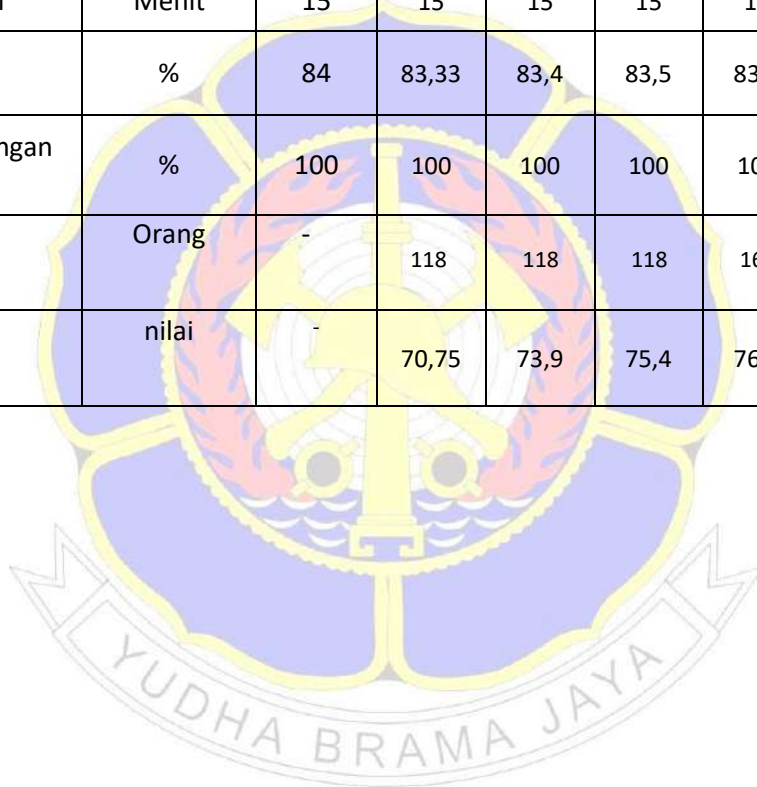 Menit 15 15 15 15
% 84 83,33 83,4 83,5
% 100 100 100 100
Orang - 118 118 118
nilai - 70,75 73,9 75,4
YUDHA BRAMA JAYA